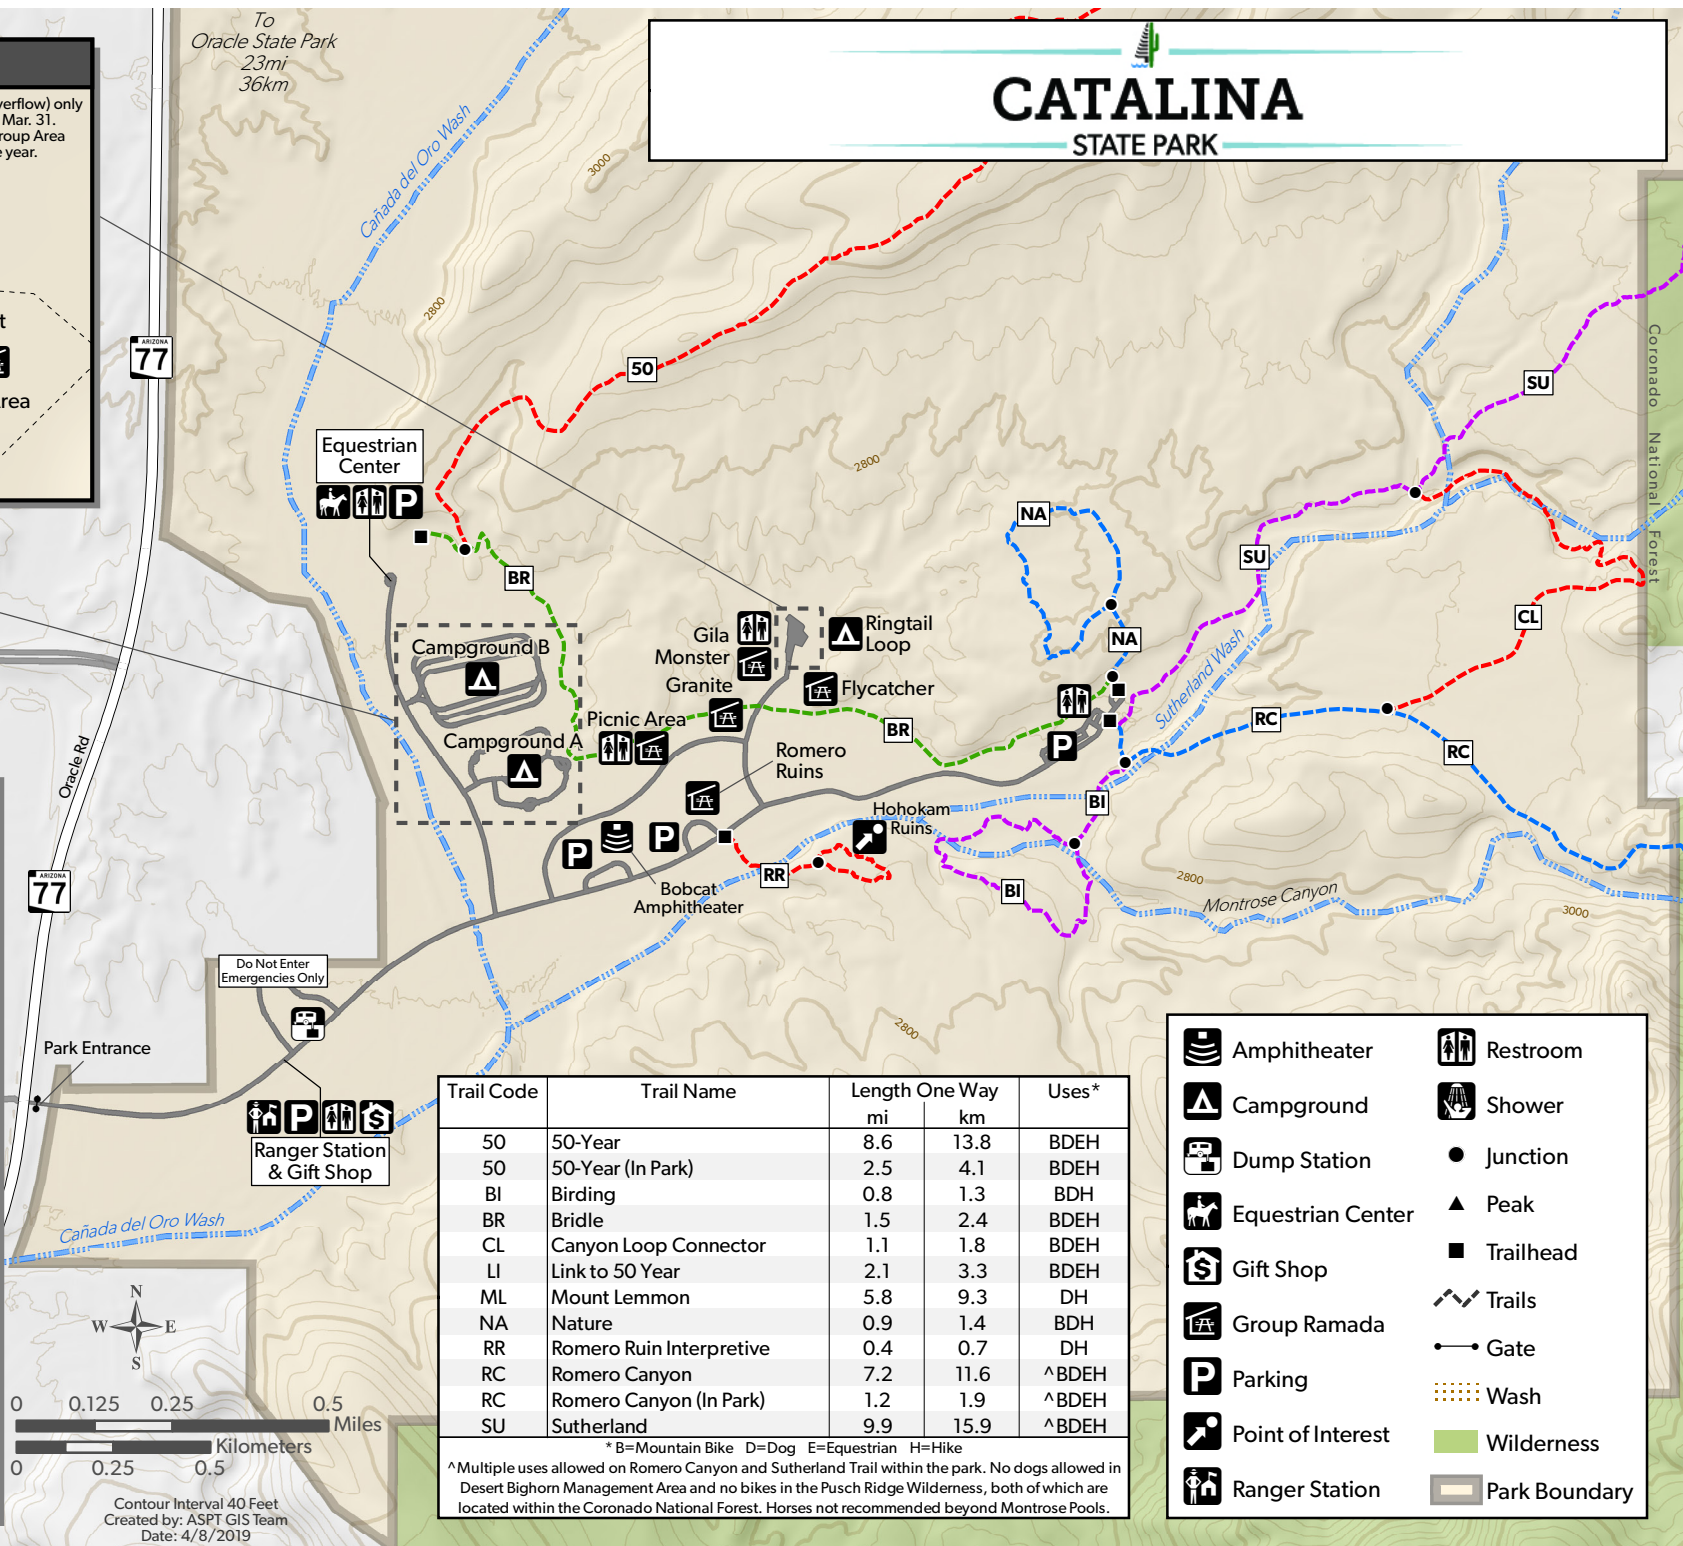 To
Oracle State Park
23mi
36km
CATALINA
STATE PARK
verflow) only
Mar. 31.
roup Area
e year.
t
rea
Cañada del Oro Wash
3000
2800
ARIZONA
77
50
SU
Coronado National Forest
Equestrian
Center
P
2800
NA
SU
BR
CL
NA
Campground B
Gila
Monster
Ringtail
Loop
Granite
Flycatcher
Sutherland Wash
Picnic Area
BR
RC
RC
Campground A
Romero
Ruins
P
Oracle Rd
BI
Hohokam
Ruins
P
P
RR
BI
2800
Montrose Canyon
3000
ARIZONA
77
Bobcat
Amphitheater
Do Not Enter
Emergencies Only
2800
Park Entrance
P
$
Ranger Station
& Gift Shop
Cañada del Oro Wash
N
W E
S
0 0.125 0.25 0.5
Miles
Kilometers
0 0.25 0.5
Contour Interval 40 Feet
Created by: ASPT GIS Team
Date: 4/8/2019
Trail Code Trail Name Length One Way Uses*
mi km
50 50-Year 8.6 13.8 BDEH
50 50-Year (In Park) 2.5 4.1 BDEH
BI Birding 0.8 1.3 BDH
BR Bridle 1.5 2.4 BDEH
CL Canyon Loop Connector 1.1 1.8 BDEH
LI Link to 50 Year 2.1 3.3 BDEH
ML Mount Lemmon 5.8 9.3 DH
NA Nature 0.9 1.4 BDH
RR Romero Ruin Interpretive 0.4 0.7 DH
RC Romero Canyon 7.2 11.6 ^BDEH
RC Romero Canyon (In Park) 1.2 1.9 ^BDEH
SU Sutherland 9.9 15.9 ^BDEH
* B=Mountain Bike D=Dog E=Equestrian H=Hike
^Multiple uses allowed on Romero Canyon and Sutherland Trail within the park. No dogs allowed in
Desert Bighorn Management Area and no bikes in the Pusch Ridge Wilderness, both of which are
located within the Coronado National Forest. Horses not recommended beyond Montrose Pools.
Amphitheater
Campground
Dump Station
Equestrian Center
$ Gift Shop
Group Ramada
P Parking
Point of Interest
Ranger Station
Restroom
Shower
Junction
Peak
Trailhead
Trails
Gate
Wash
Wilderness
Park Boundary